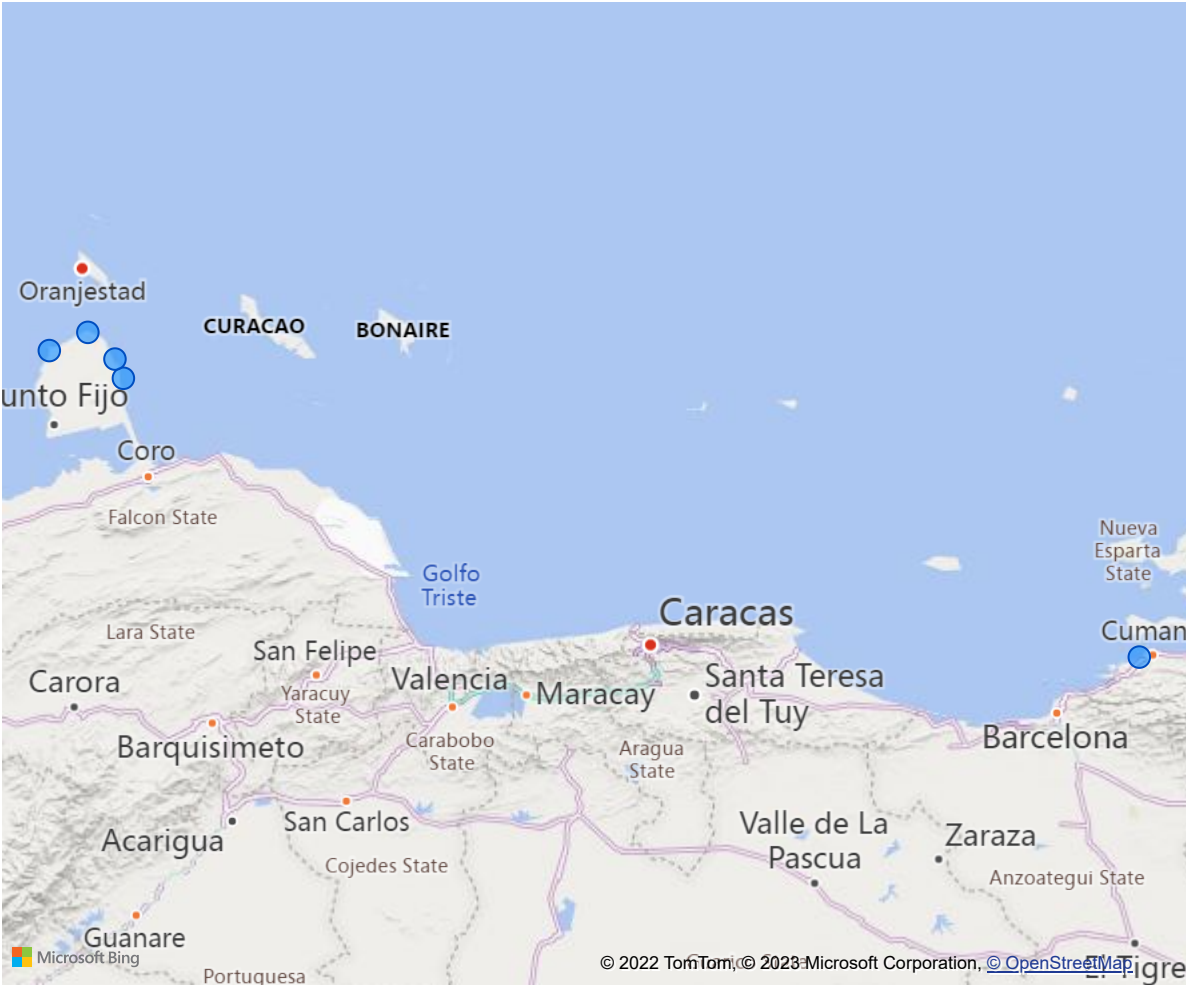 Oranjestad
CURACAO
BONAIRE
unto Fijo
Coro
Falcon State
Nueva
Esparta
State
Golfo
Triste
Caracas
Cuman
Lara State
San Felipe
Carora
Valencia
Yaracuy
State
Maracay
Santa Teresa
del Tuy
Barquisimeto
Carabobo
State
Aragua
State
Barcelona
Acarigua
San Carlos
Valle de La
Pascua
Zaraza
Cojedes State
Anzoategui State
Guanare
Microsoft Bing
Portuguesa
© 2022 TomTom, © 2023 Microsoft Corporation, © OpenStreetMap
El Tigre